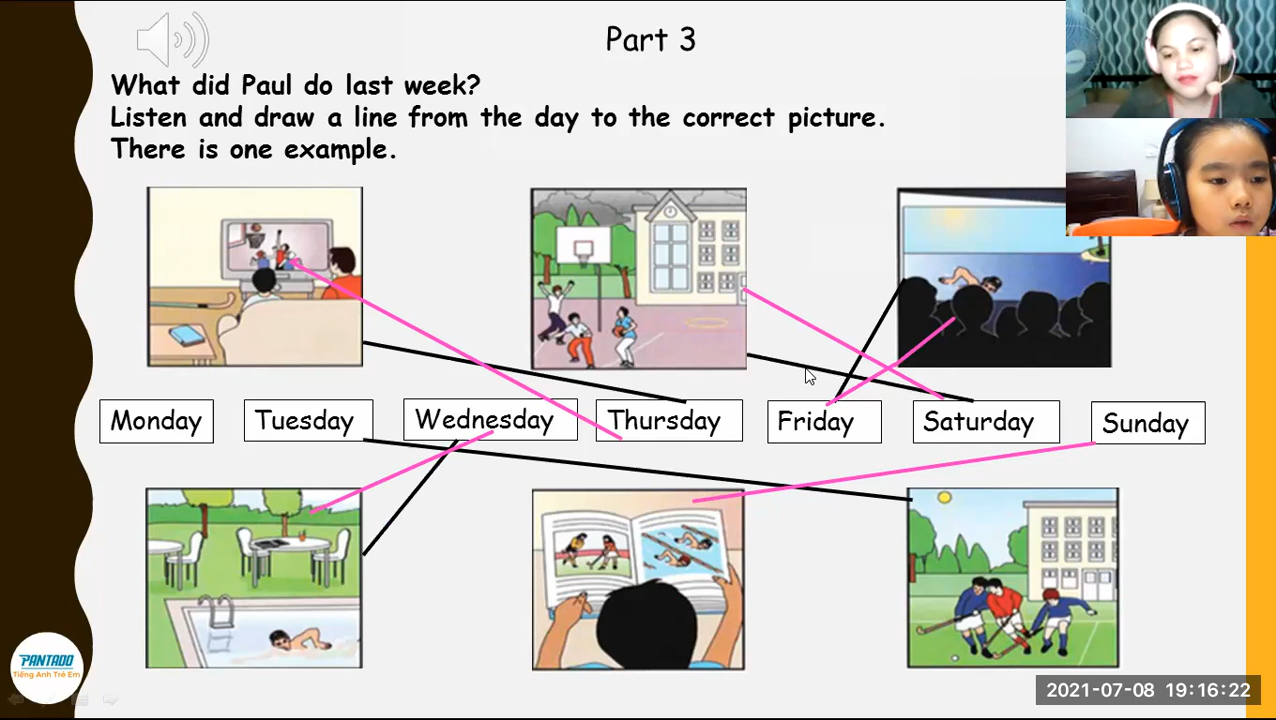 Part 3
What did Paul do last week?
Listen and draw a line from the day to the correct picture.
There is one example.
Monday
Tuesday
Wednesday
Thursday
Friday
Saturday
Sunday
PANTADO
Tiếng Anh Trẻ Em
2021-07-08 19:16:22